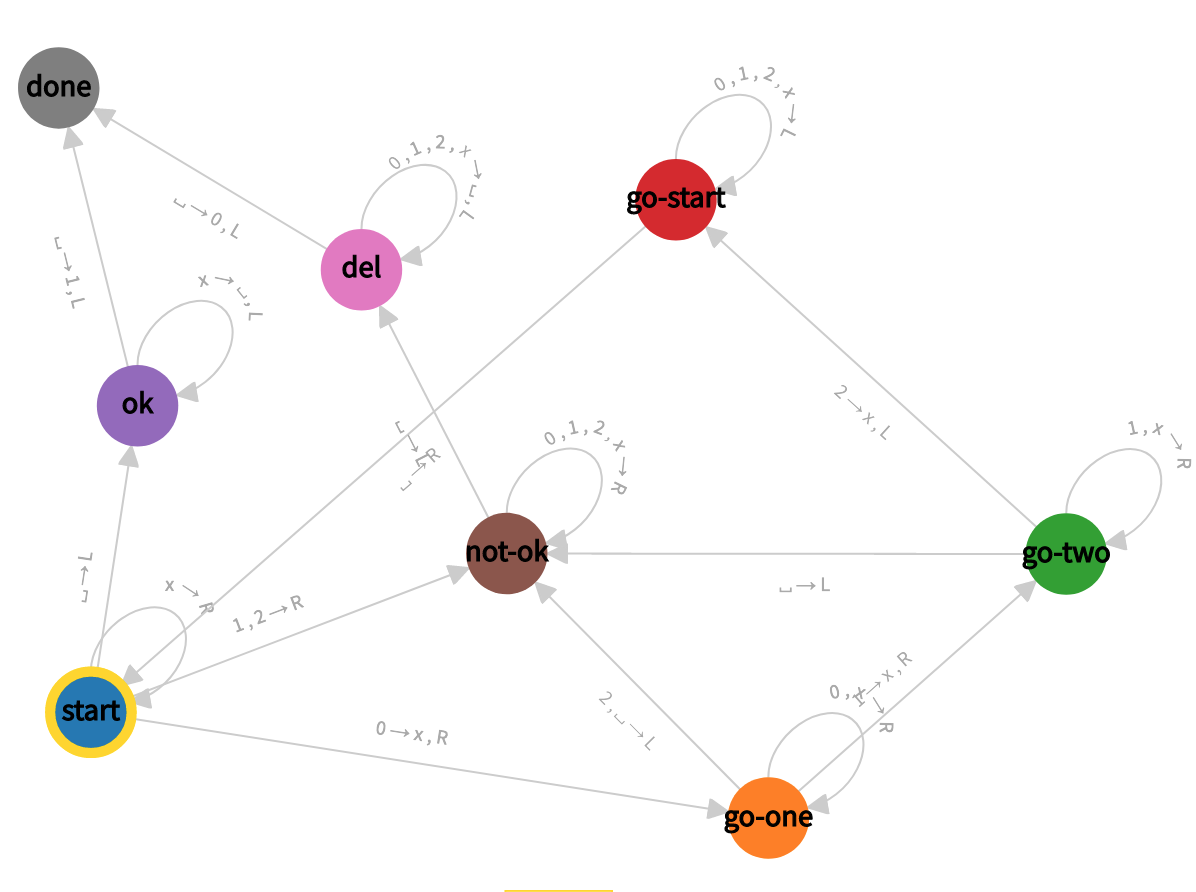 done
0,1,2,x→L
0,1,2,x→␣,L
go-start
␣→0,L
del
␣→1,L
x→␣,L
ok
2→x,L
␣→L
␣→R
0,1,2,x→R
1,x→R
not-ok
go-two
␣→L
x→R
␣→L
1,2→R
start
0→x,R
2,␣→L
0,x→R
1→x,R
go-one